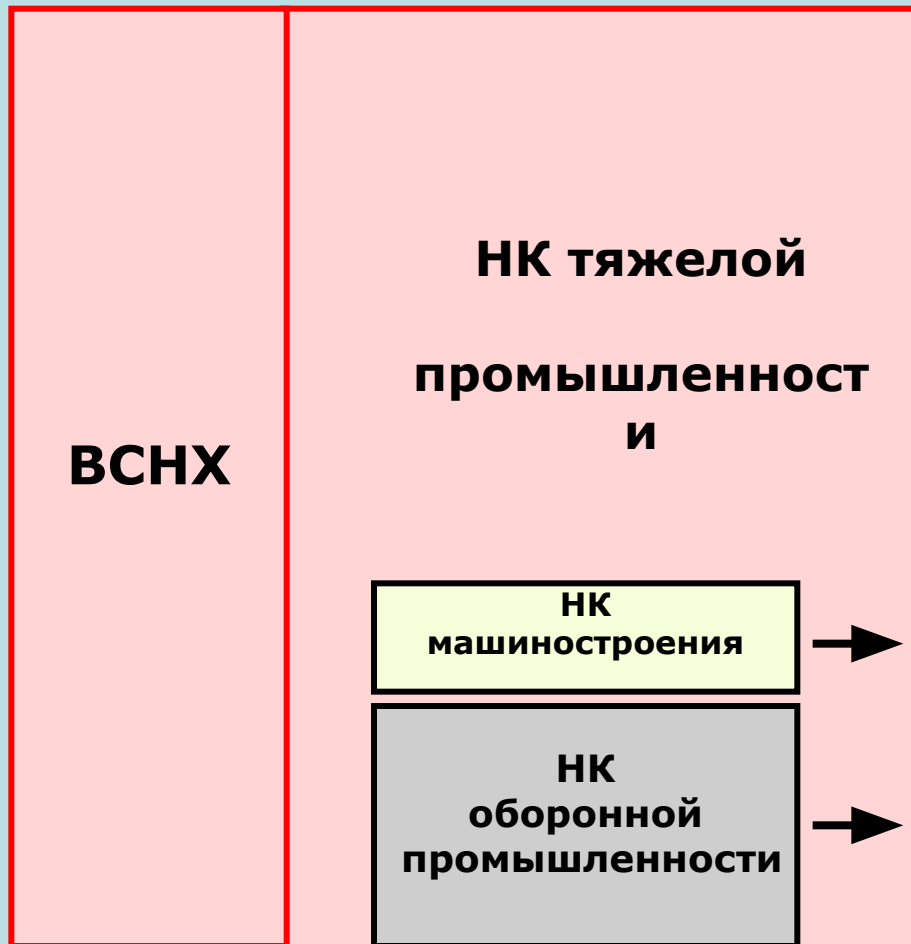 ВСНХ
НК тяжелой
промышленност
и
НК
машиностроения
НК
оборонной
промышленности